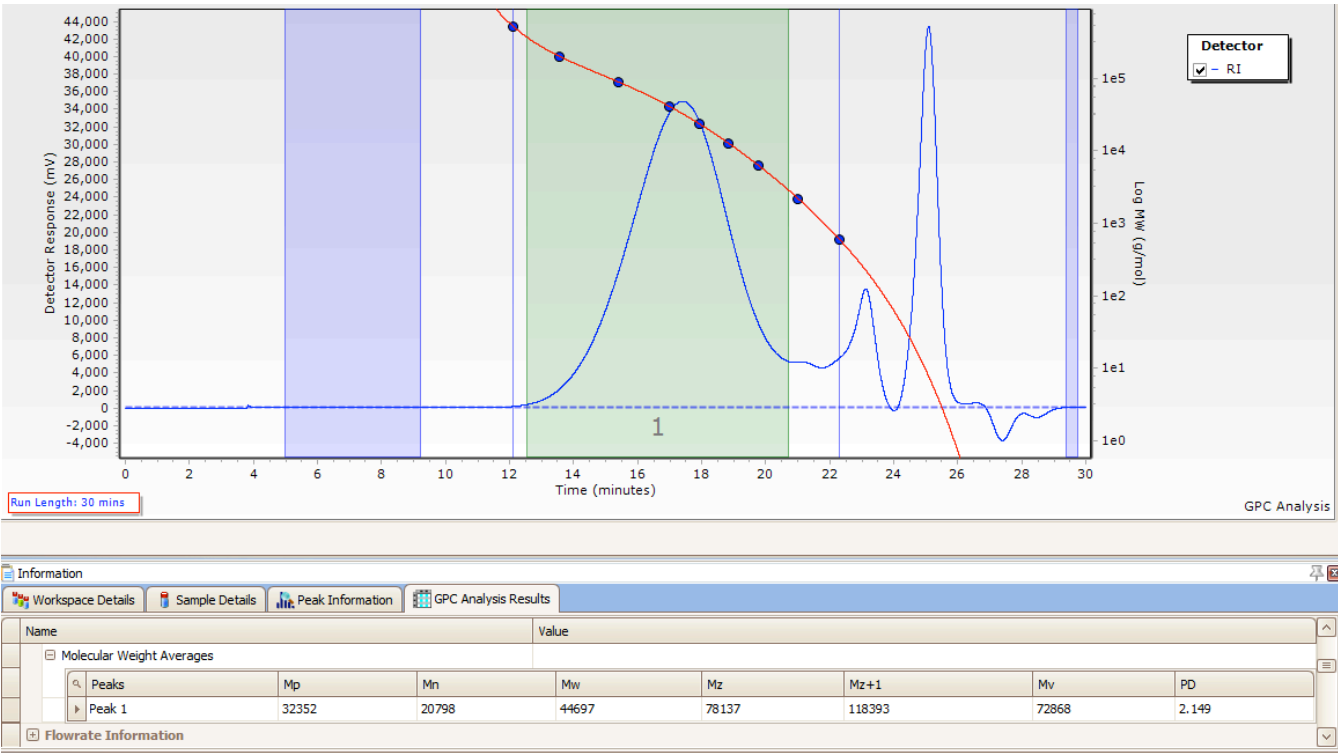 44,000
42,000
40,000
38,000
36,000
34,000
32,000
30,000
28,000
26,000
24,000
22,000
20,000
18,000
16,000
14,000
12,000
10,000
8,000
6,000
4,000
2,000
0
-2,000
-4,000
Detector Response (mV)
1
0 2 4 6 8 10 12 14 16 18 20 22 24 26 28 30
Time (minutes)
1e5
1e4
1e3
1e2
1e1
1e0
Log MW (g/mol)
Detector
– RI
Run Length: 30 mins
GPC Analysis
Information
Workspace Details Sample Details Peak Information GPC Analysis Results
Name Value
Molecular Weight Averages
Peaks Mp Mn Mw Mz Mz+1 Mv PD
Peak 1 32352 20798 44697 78137 118393 72868 2.149
Flowrate Information